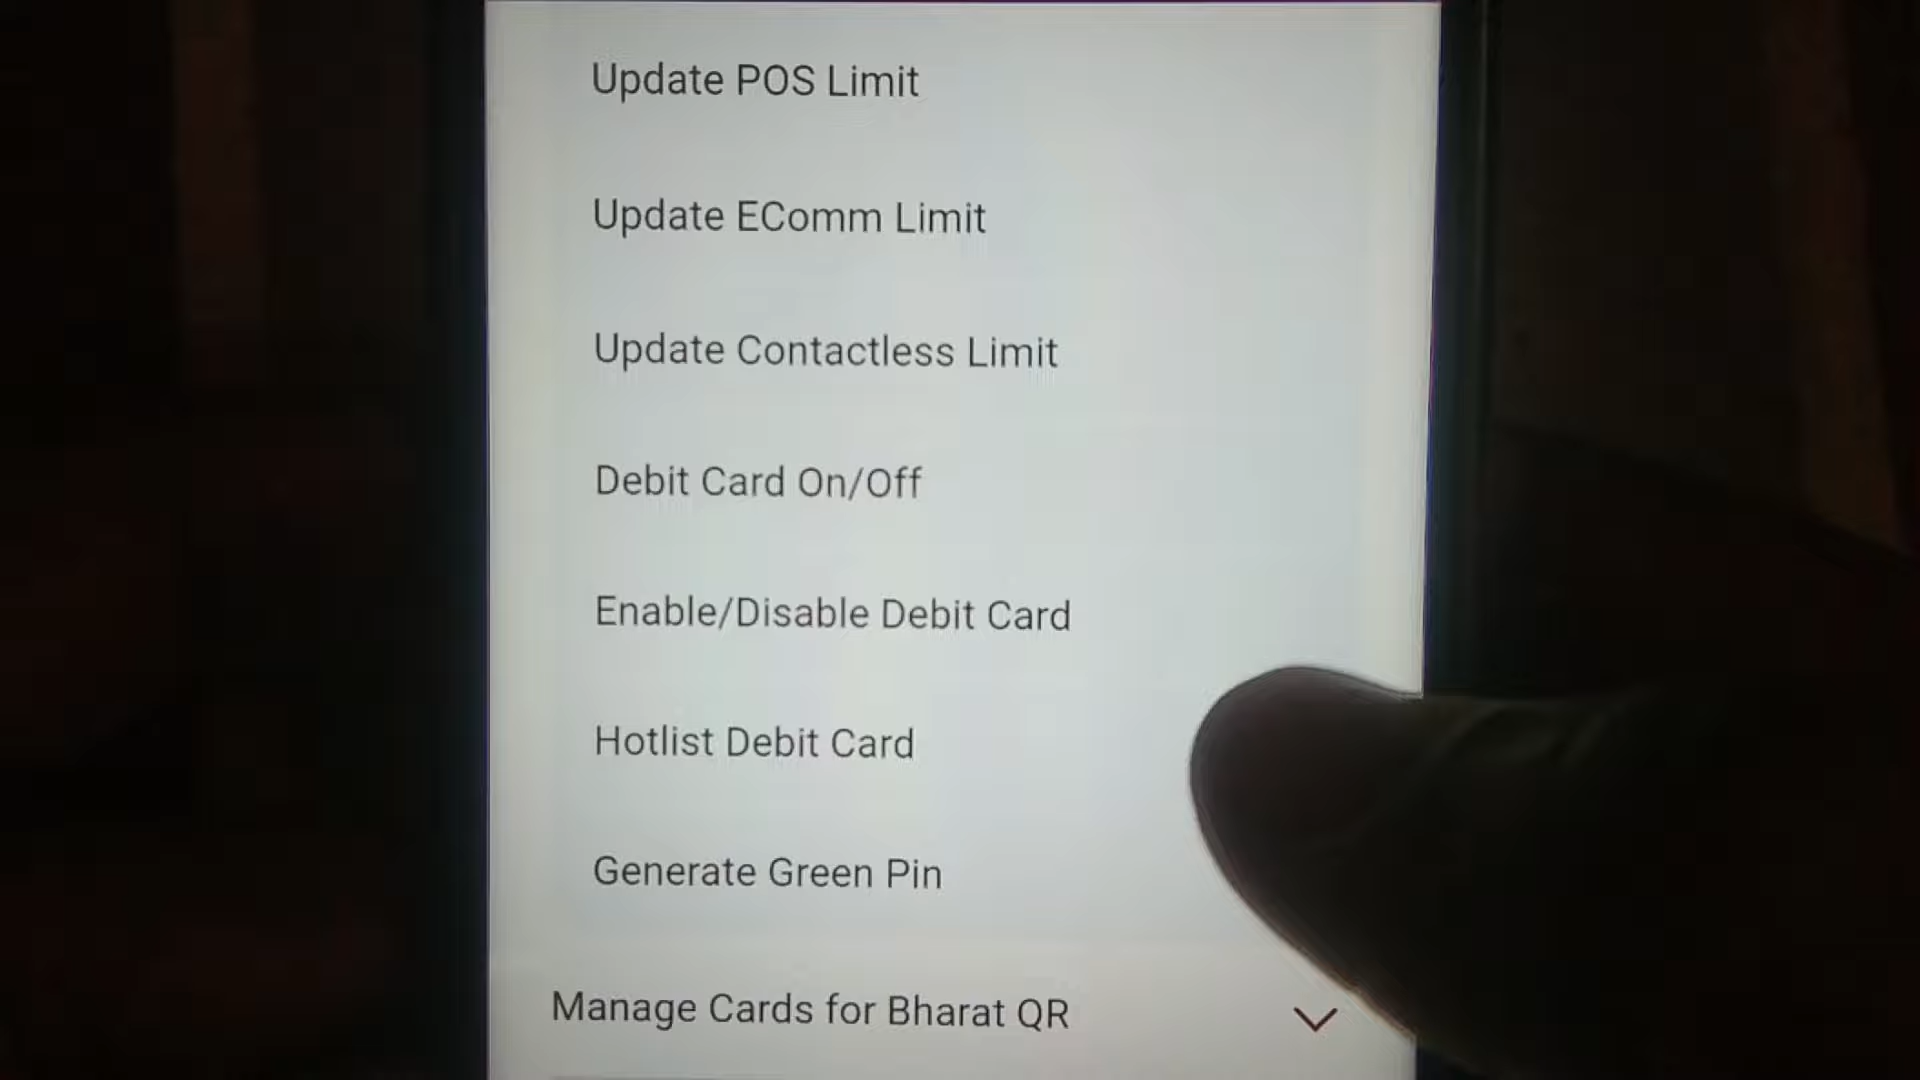 Update POS Limit
Update EComm Limit
Update Contactless Limit
Debit Card On/Off
Enable/Disable Debit Card
Hotlist Debit Card
Generate Green Pin
Manage Cards for Bharat QR